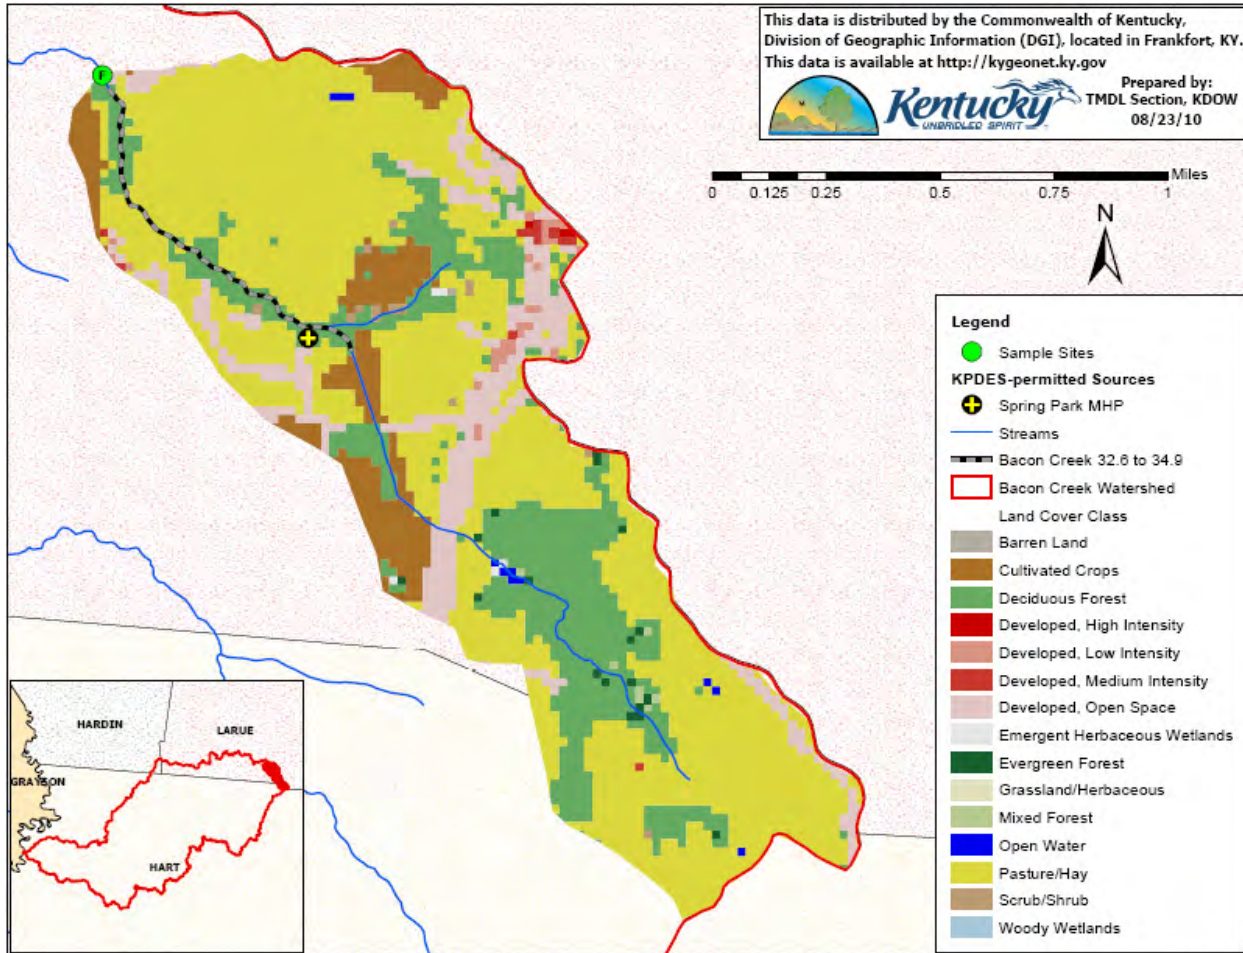 This data is distributed by the Commonwealth of Kentucky,
Division of Geographic Information (DGI), located in Frankfort, KY.
This data is available at http://kygeonet.ky.gov
Kentucky
UNBRIDLED SPIRIT
Prepared by:
TMDL Section, KDOW
08/23/10
Miles
0 0.125 0.25 0.5 0.75 1
N
F
Legend
Sample Sites
KPDES-permitted Sources
Spring Park MHP
Streams
Bacon Creek 32.6 to 34.9
Bacon Creek Watershed
Land Cover Class
Barren Land
Cultivated Crops
Deciduous Forest
Developed, High Intensity
Developed, Low Intensity
Developed, Medium Intensity
Developed, Open Space
Emergent Herbaceous Wetlands
Evergreen Forest
Grassland/Herbaceous
Mixed Forest
Open Water
Pasture/Hay
Scrub/Shrub
Woody Wetlands
HARDIN
LARUE
GRAYSON
HART